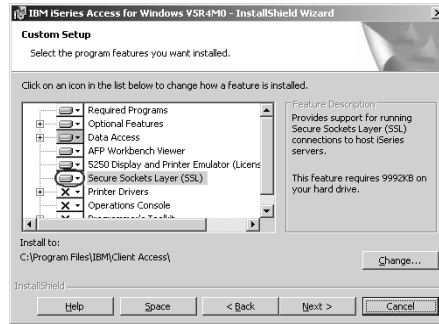 IBM iSeries Access for Windows V5R4M0 - InstallShield Wizard
Custom Setup
Select the program features you want installed.
Click on an icon in the list below to change how a feature is installed.
Required Programs
Optional Features
Data Access
AFP Workbench Viewer
5250 Display and Printer Emulator (Licens
Secure Sockets Layer (SSL)
Printer Drivers
Operations Console
Programmer's Toolkit
Feature Description
Provides support for running
Secure Sockets Layer (SSL)
connections to host iSeries
servers.
This feature requires 9992KB on
your hard drive.
Install to:
C:\Program Files\IBM\Client Access\
Change...
InstallShield
Help
Space
< Back
Next >
Cancel